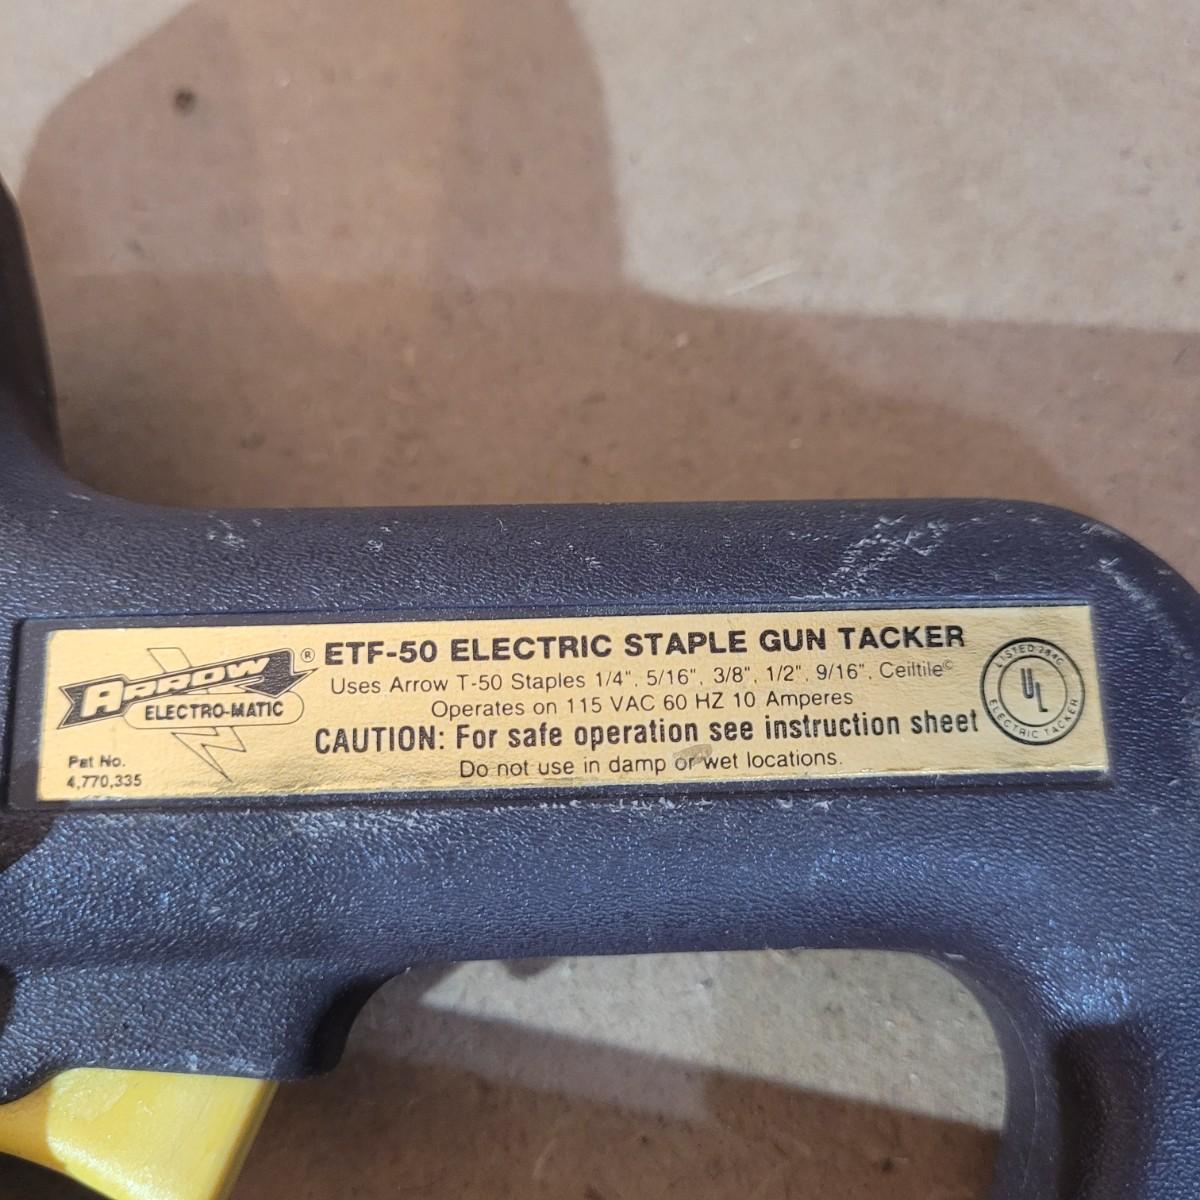 ARROW ®
ELECTRO-MATIC
Pat No.
4,770,335
ETF-50 ELECTRIC STAPLE GUN TACKER
Uses Arrow T-50 Staples 1/4", 5/16", 3/8", 1/2", 9/16", Ceiltile©
Operates on 115 VAC 60 HZ 10 Amperes
CAUTION: For safe operation see instruction sheet
Do not use in damp or wet locations.
LISTED
UL
ELECTRIC TACKER